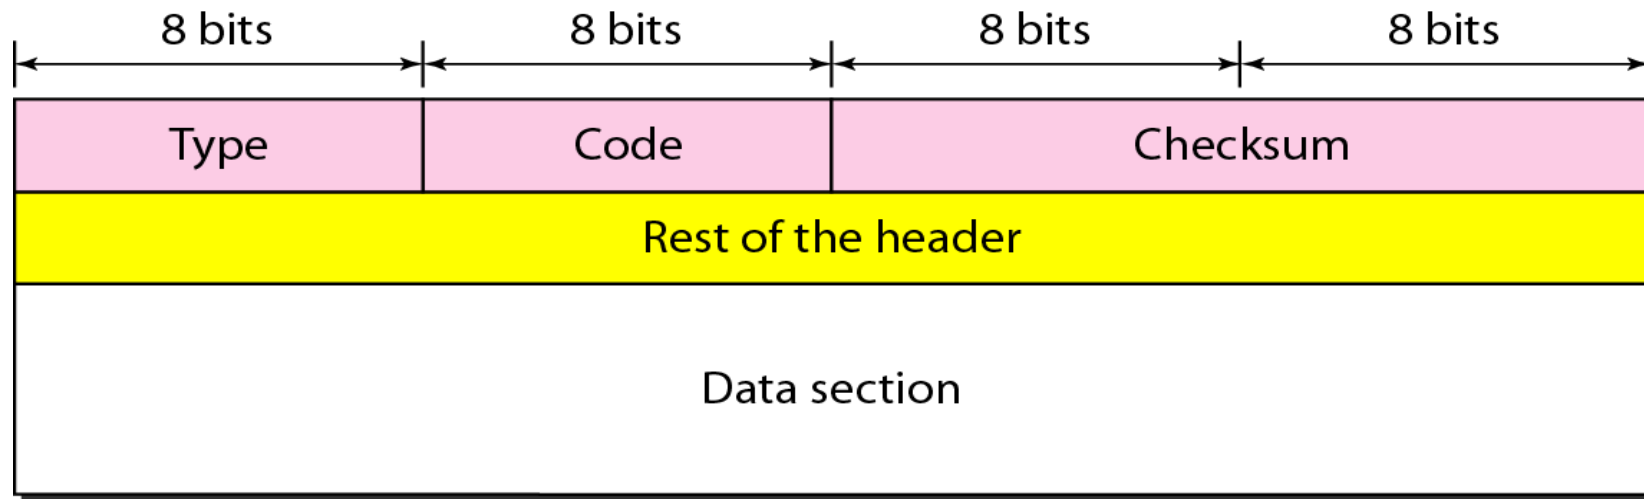 8 bits 8 bits 8 bits 8 bits
Type Code Checksum
Rest of the header
Data section